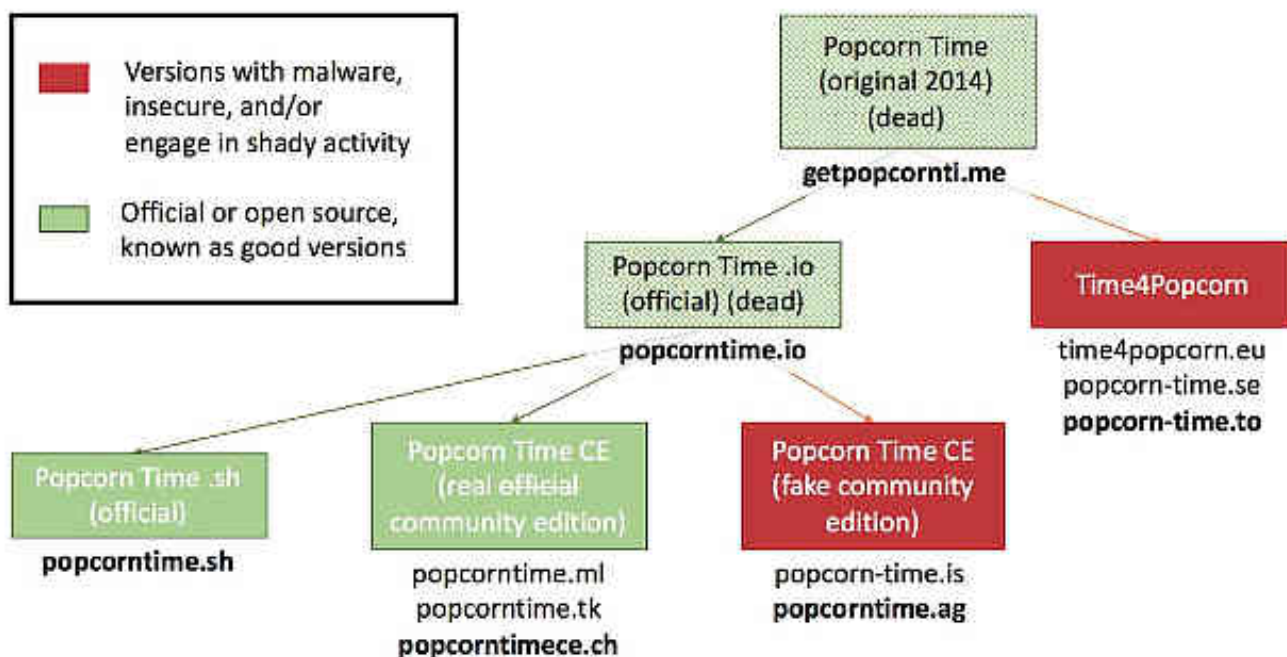 Versions with malware,
insecure, and/or
engage in shady activity
Official or open source,
known as good versions
Popcorn Time
(original 2014)
(dead)
getpopcornti.me
Popcorn Time .io
(official) (dead)
popcorntime.io
Time4Popcorn
time4popcorn.eu
popcorn-time.se
popcorn-time.to
Popcorn Time .sh
(official)
popcorntime.sh
Popcorn Time CE
(real official
community edition)
popcorntime.ml
popcorntime.tk
popcorntimece.ch
Popcorn Time CE
(fake community
edition)
popcorn-time.is
popcorntime.ag